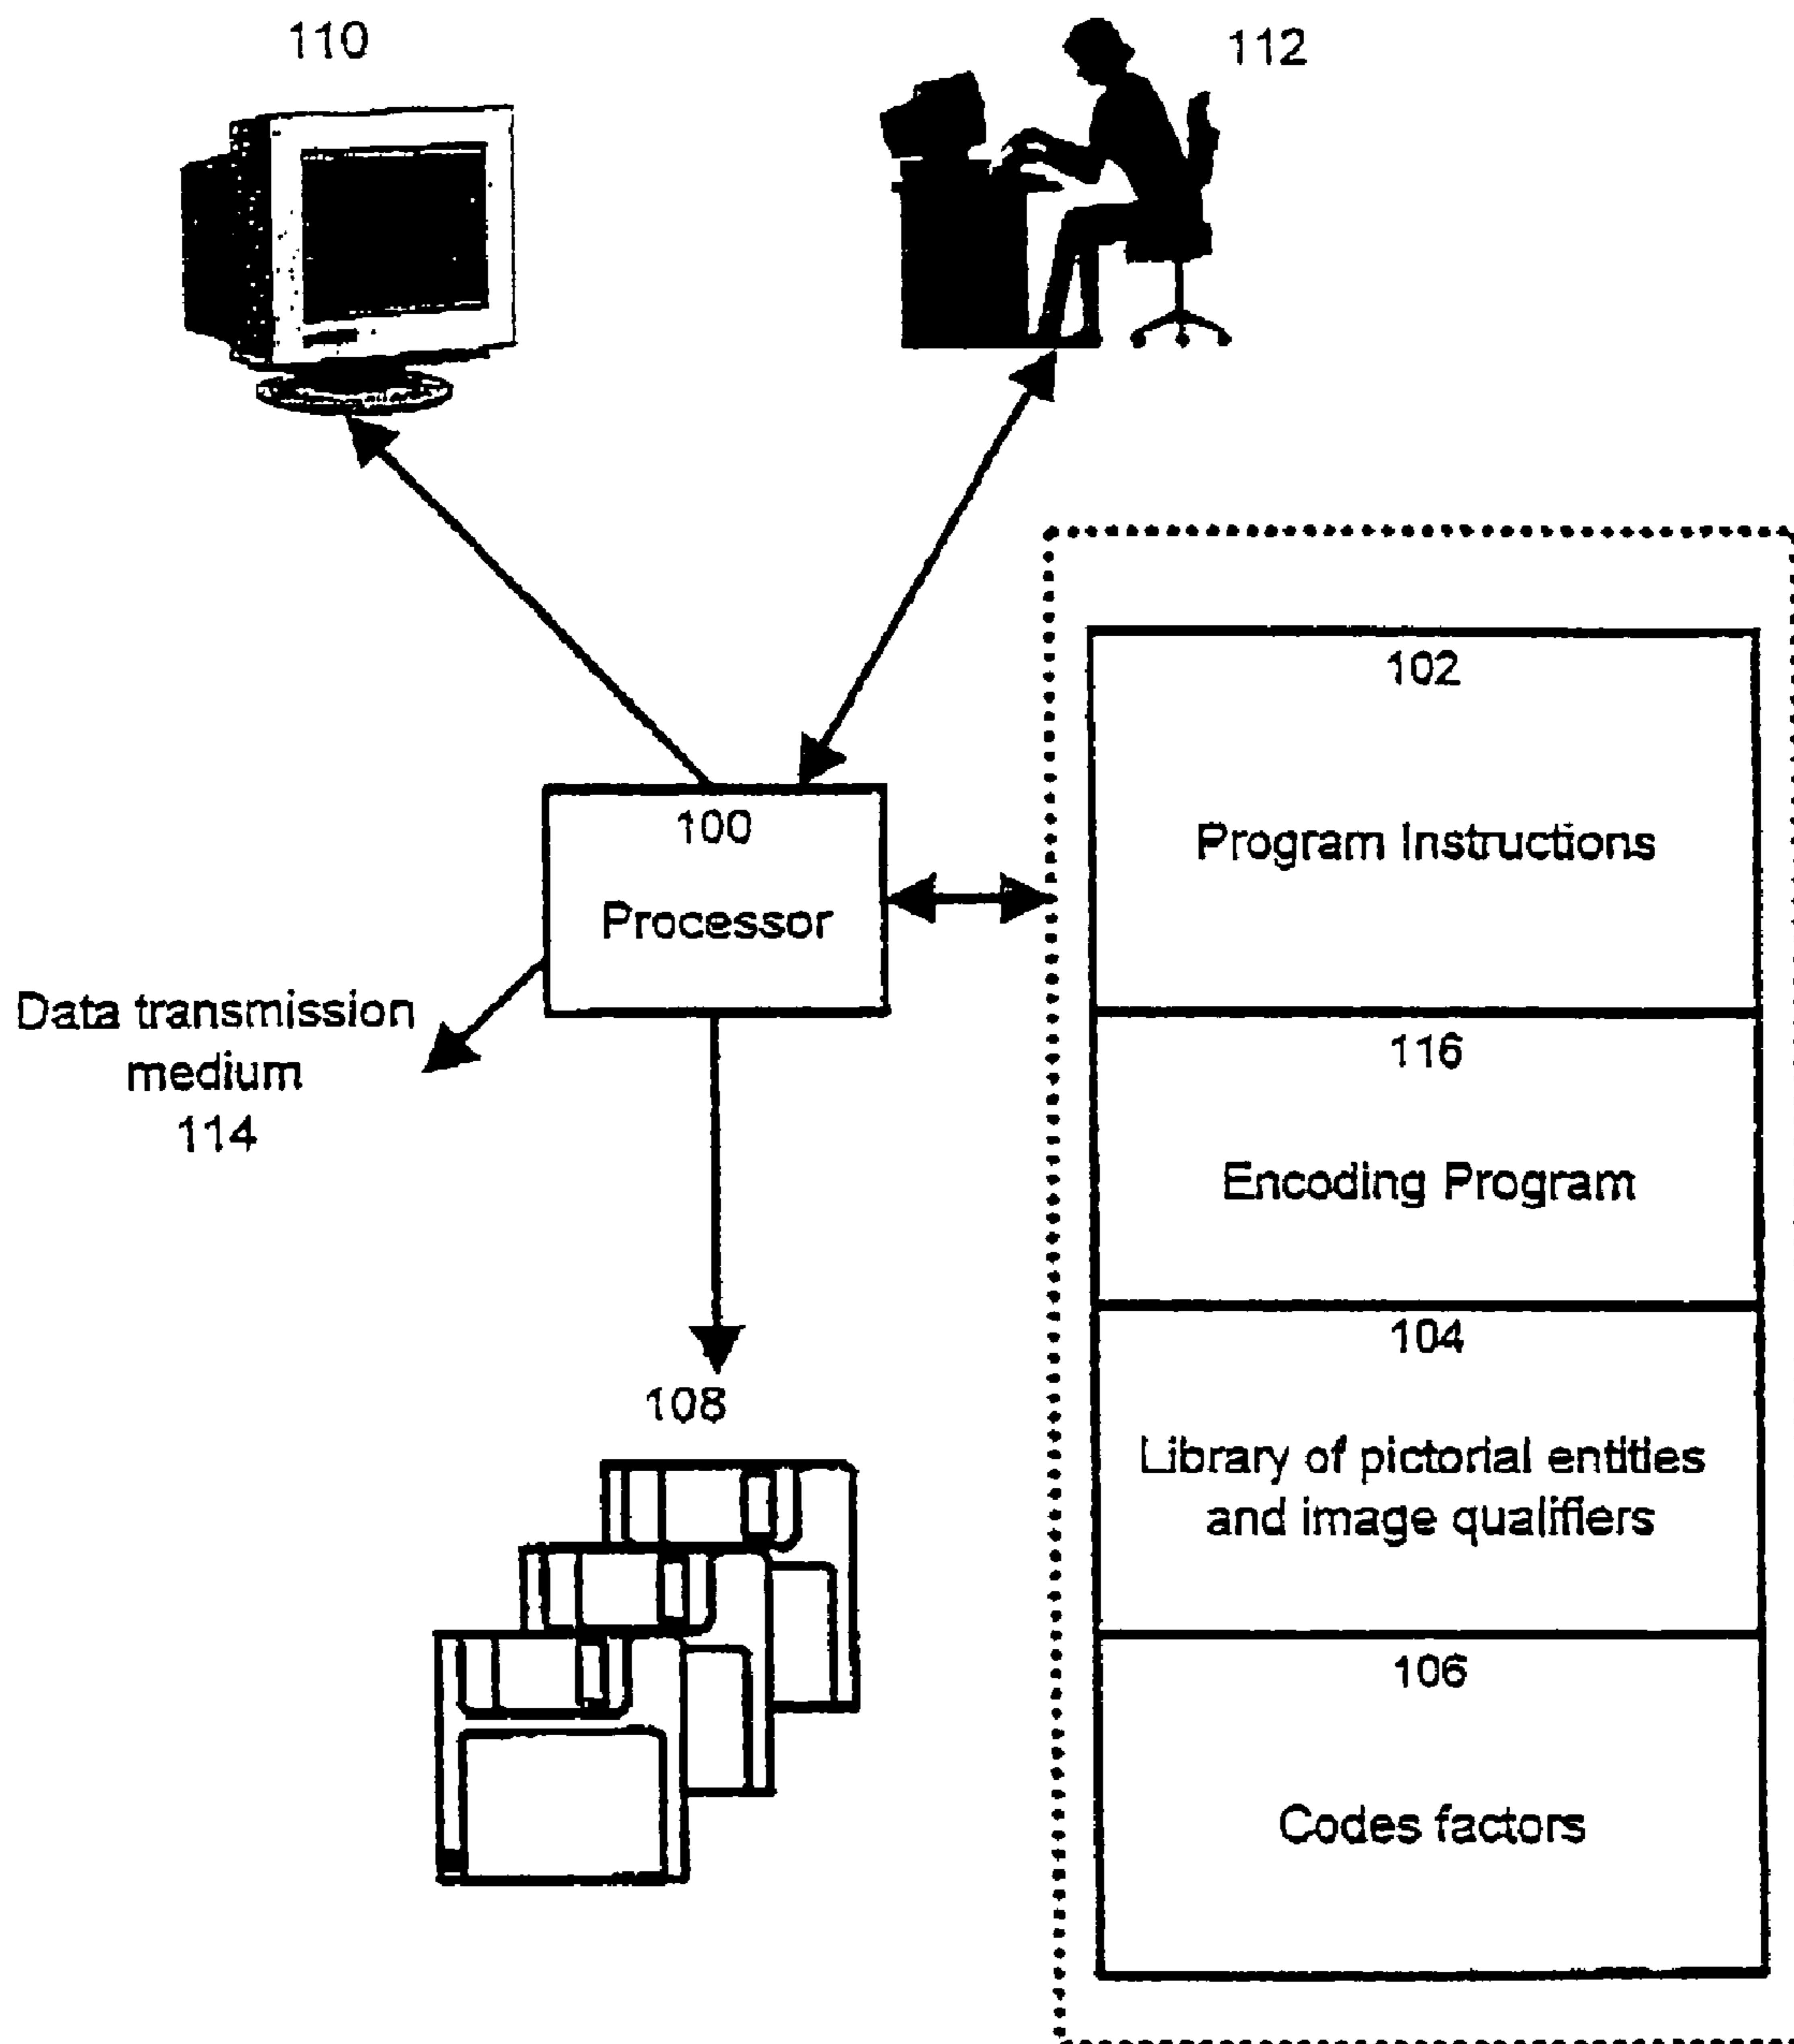 110
112
102
Program Instructions
100
Processor
Data transmission
medium
114
116
Encoding Program
104
Library of pictorial entities
and image qualifiers
108
106
Codes factors